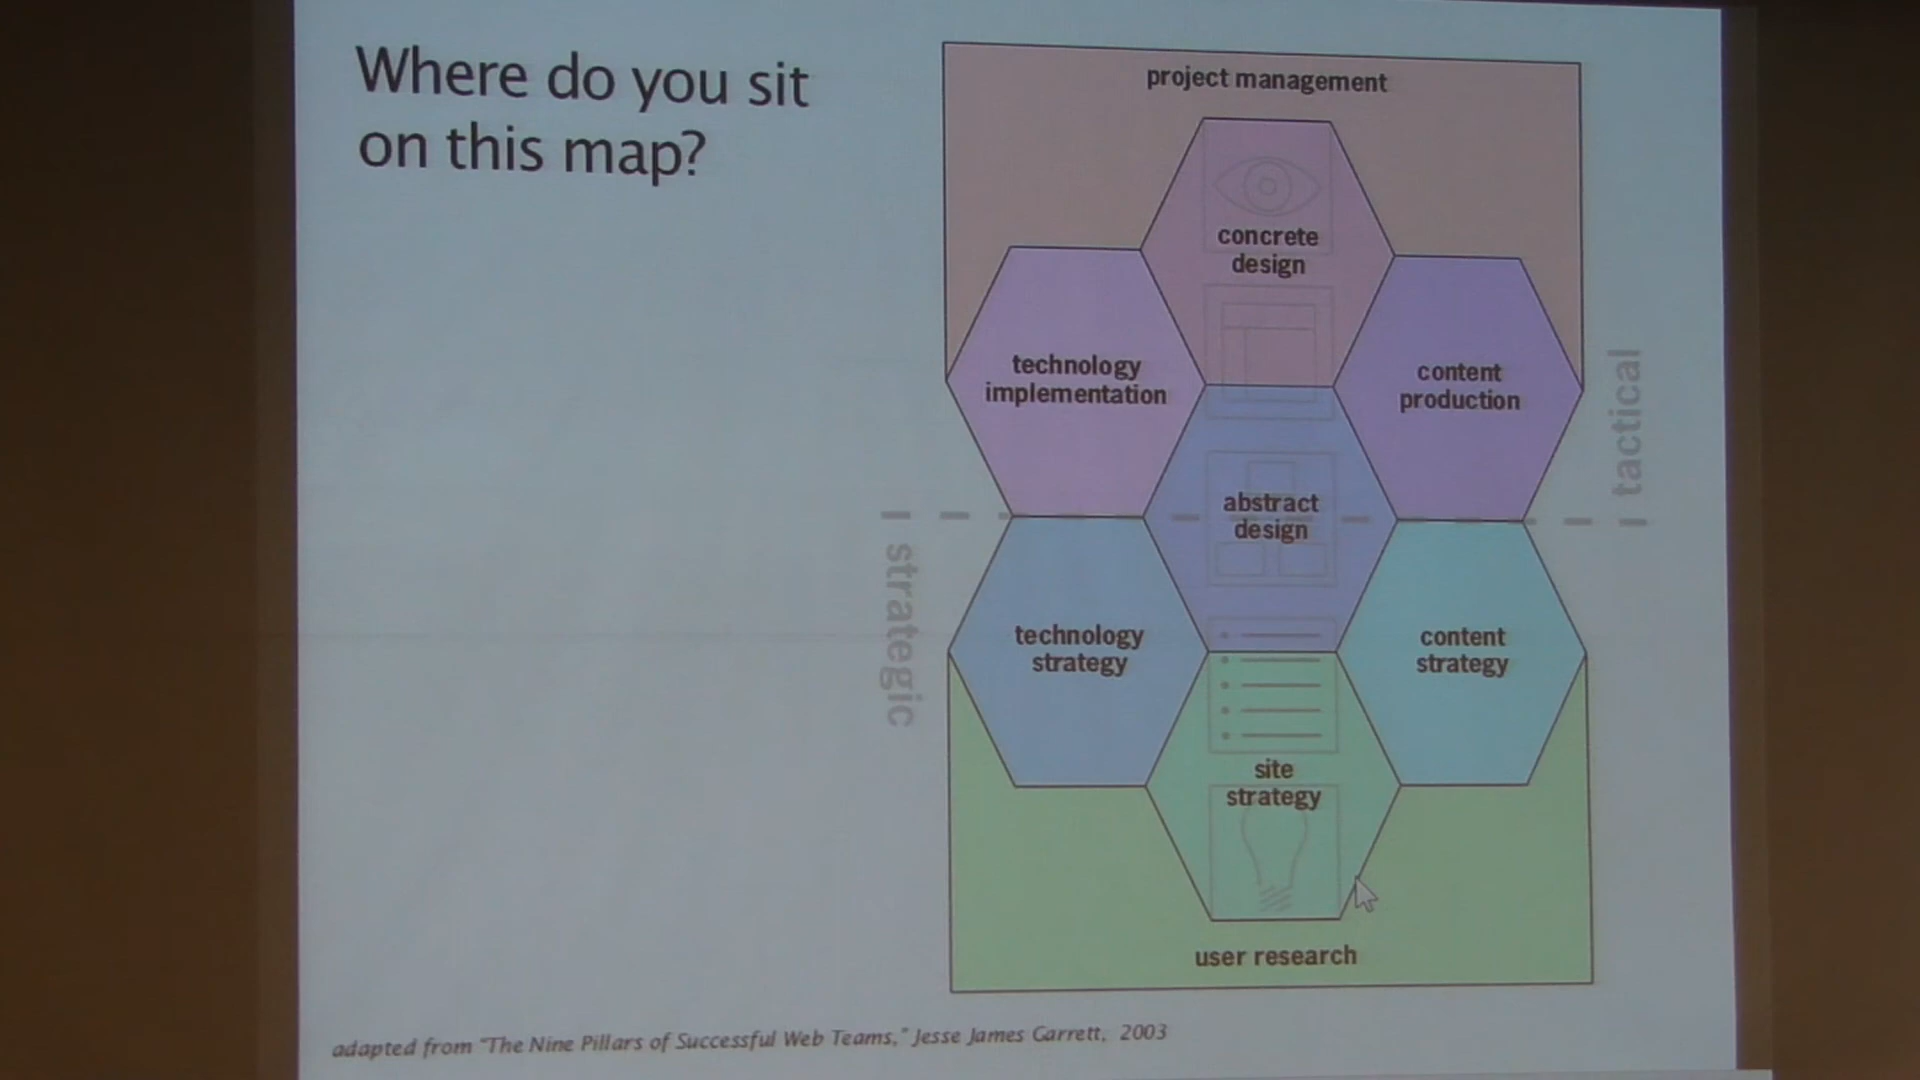 Where do you sit
on this map?
project management
concrete
design
technology
implementation
content
production
tactical
abstract
design
strategic
technology
strategy
content
strategy
site
strategy
user research
adapted from "The Nine Pillars of Successful Web Teams," Jesse James Garrett, 2003